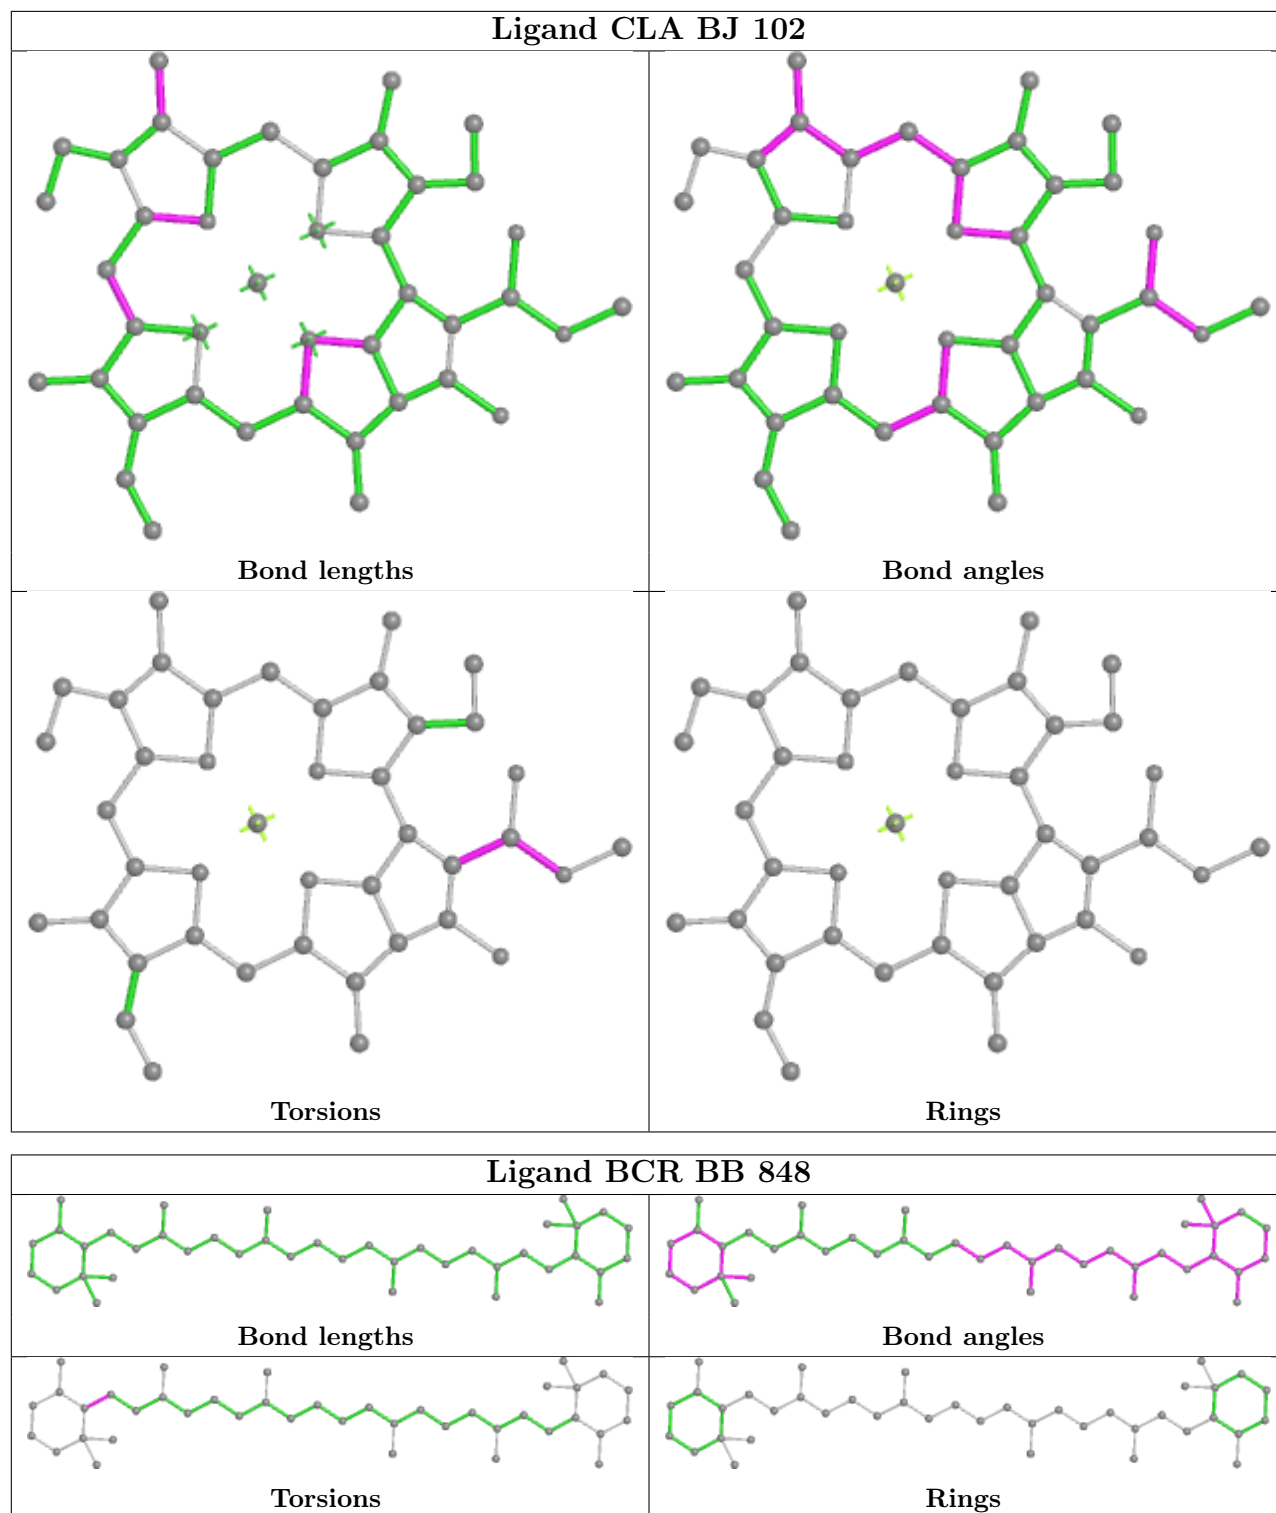 Ligand CLA BJ 102
Bond lengths
Bond angles
Torsions
Rings
Ligand BCR BB 848
Bond lengths
Bond angles
Torsions
Rings